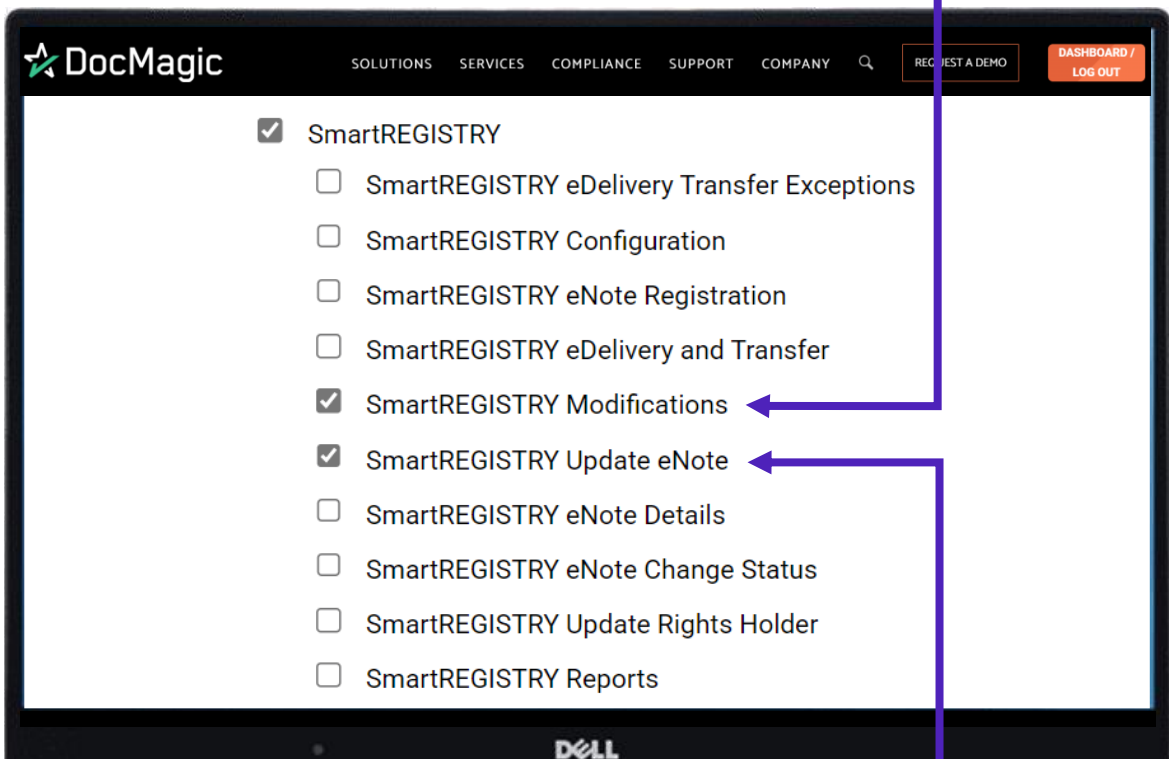 DocMagic
SOLUTIONS SERVICES COMPLIANCE SUPPORT COMPANY REQUEST A DEMO DASHBOARD /
LOG OUT
SmartREGISTRY
SmartREGISTRY eDelivery Transfer Exceptions
SmartREGISTRY Configuration
SmartREGISTRY eNote Registration
SmartREGISTRY eDelivery and Transfer
SmartREGISTRY Modifications
SmartREGISTRY Update eNote
SmartREGISTRY eNote Details
SmartREGISTRY eNote Change Status
SmartREGISTRY Update Rights Holder
SmartREGISTRY Reports
DELL